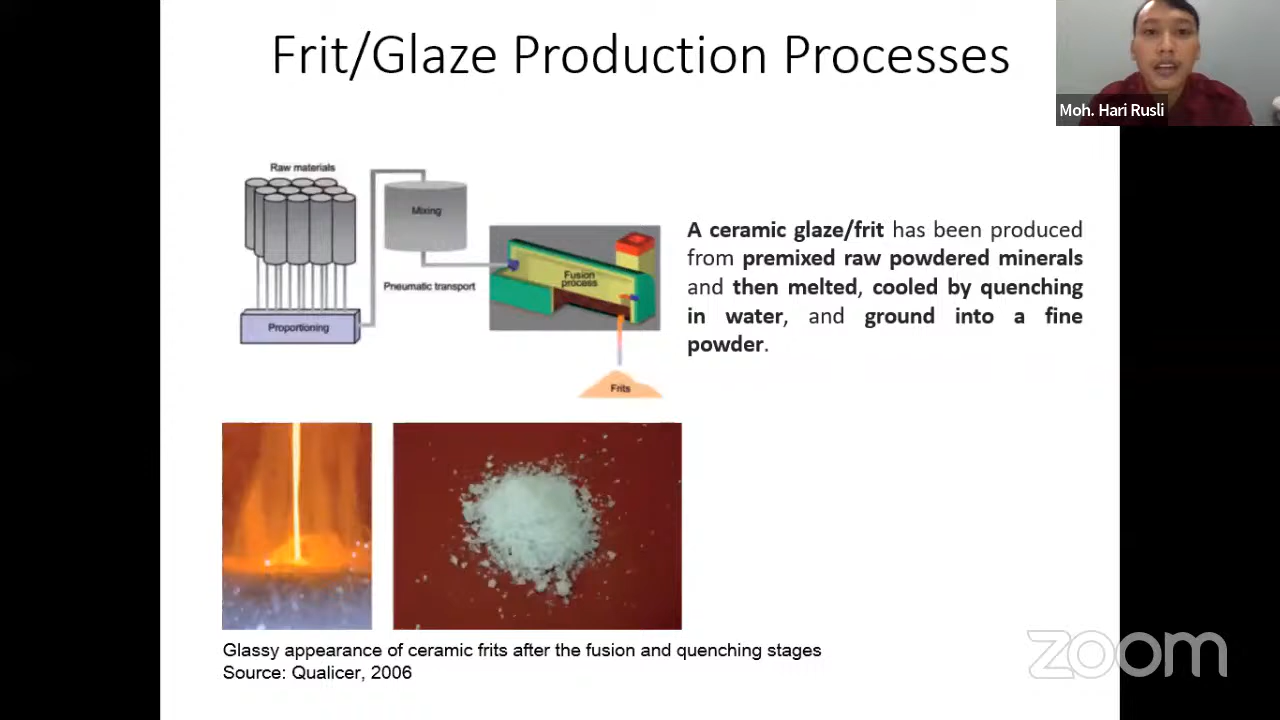 Frit/Glaze Production Processes
Moh. Hari Rusli
Raw materials
Mixing
Proportioning
Pneumatic transport
Fusion
process
Frits
A ceramic glaze/frit has been produced
from premixed raw powdered minerals
and then melted, cooled by quenching
in water, and ground into a fine
powder.
Glassy appearance of ceramic frits after the fusion and quenching stages
Source: Qualicer, 2006
zoom